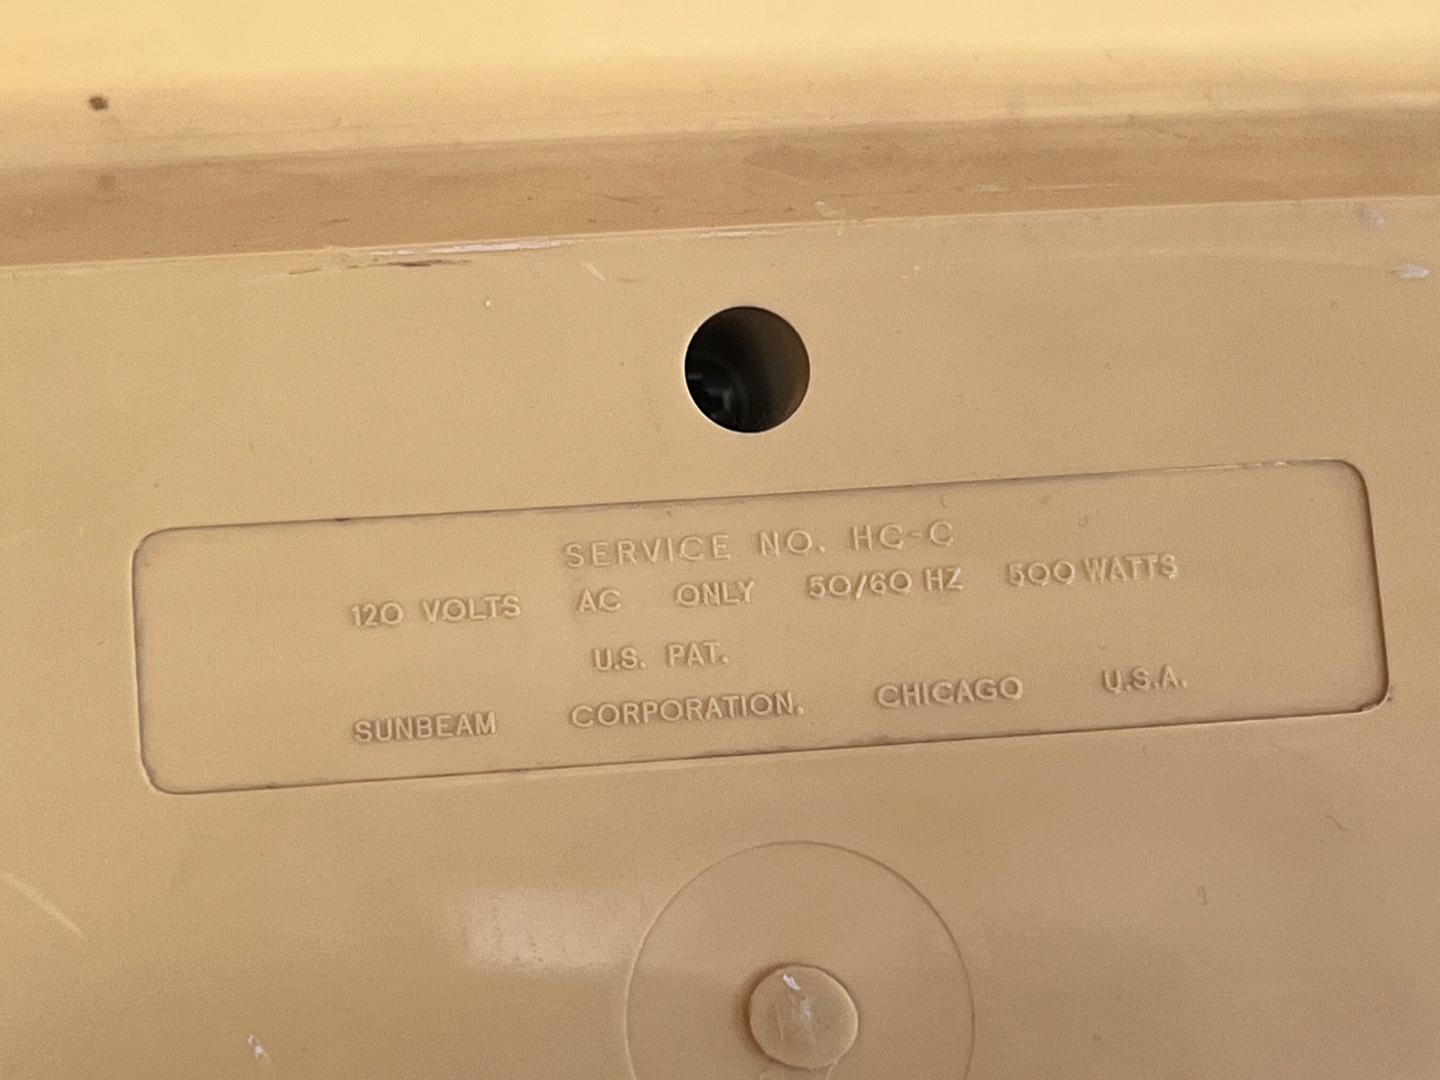 SERVICE NO. HC-C
120 VOLTS AC ONLY 50/60 HZ 500 WATTS
U.S. PAT.
SUNBEAM CORPORATION. CHICAGO U.S.A.